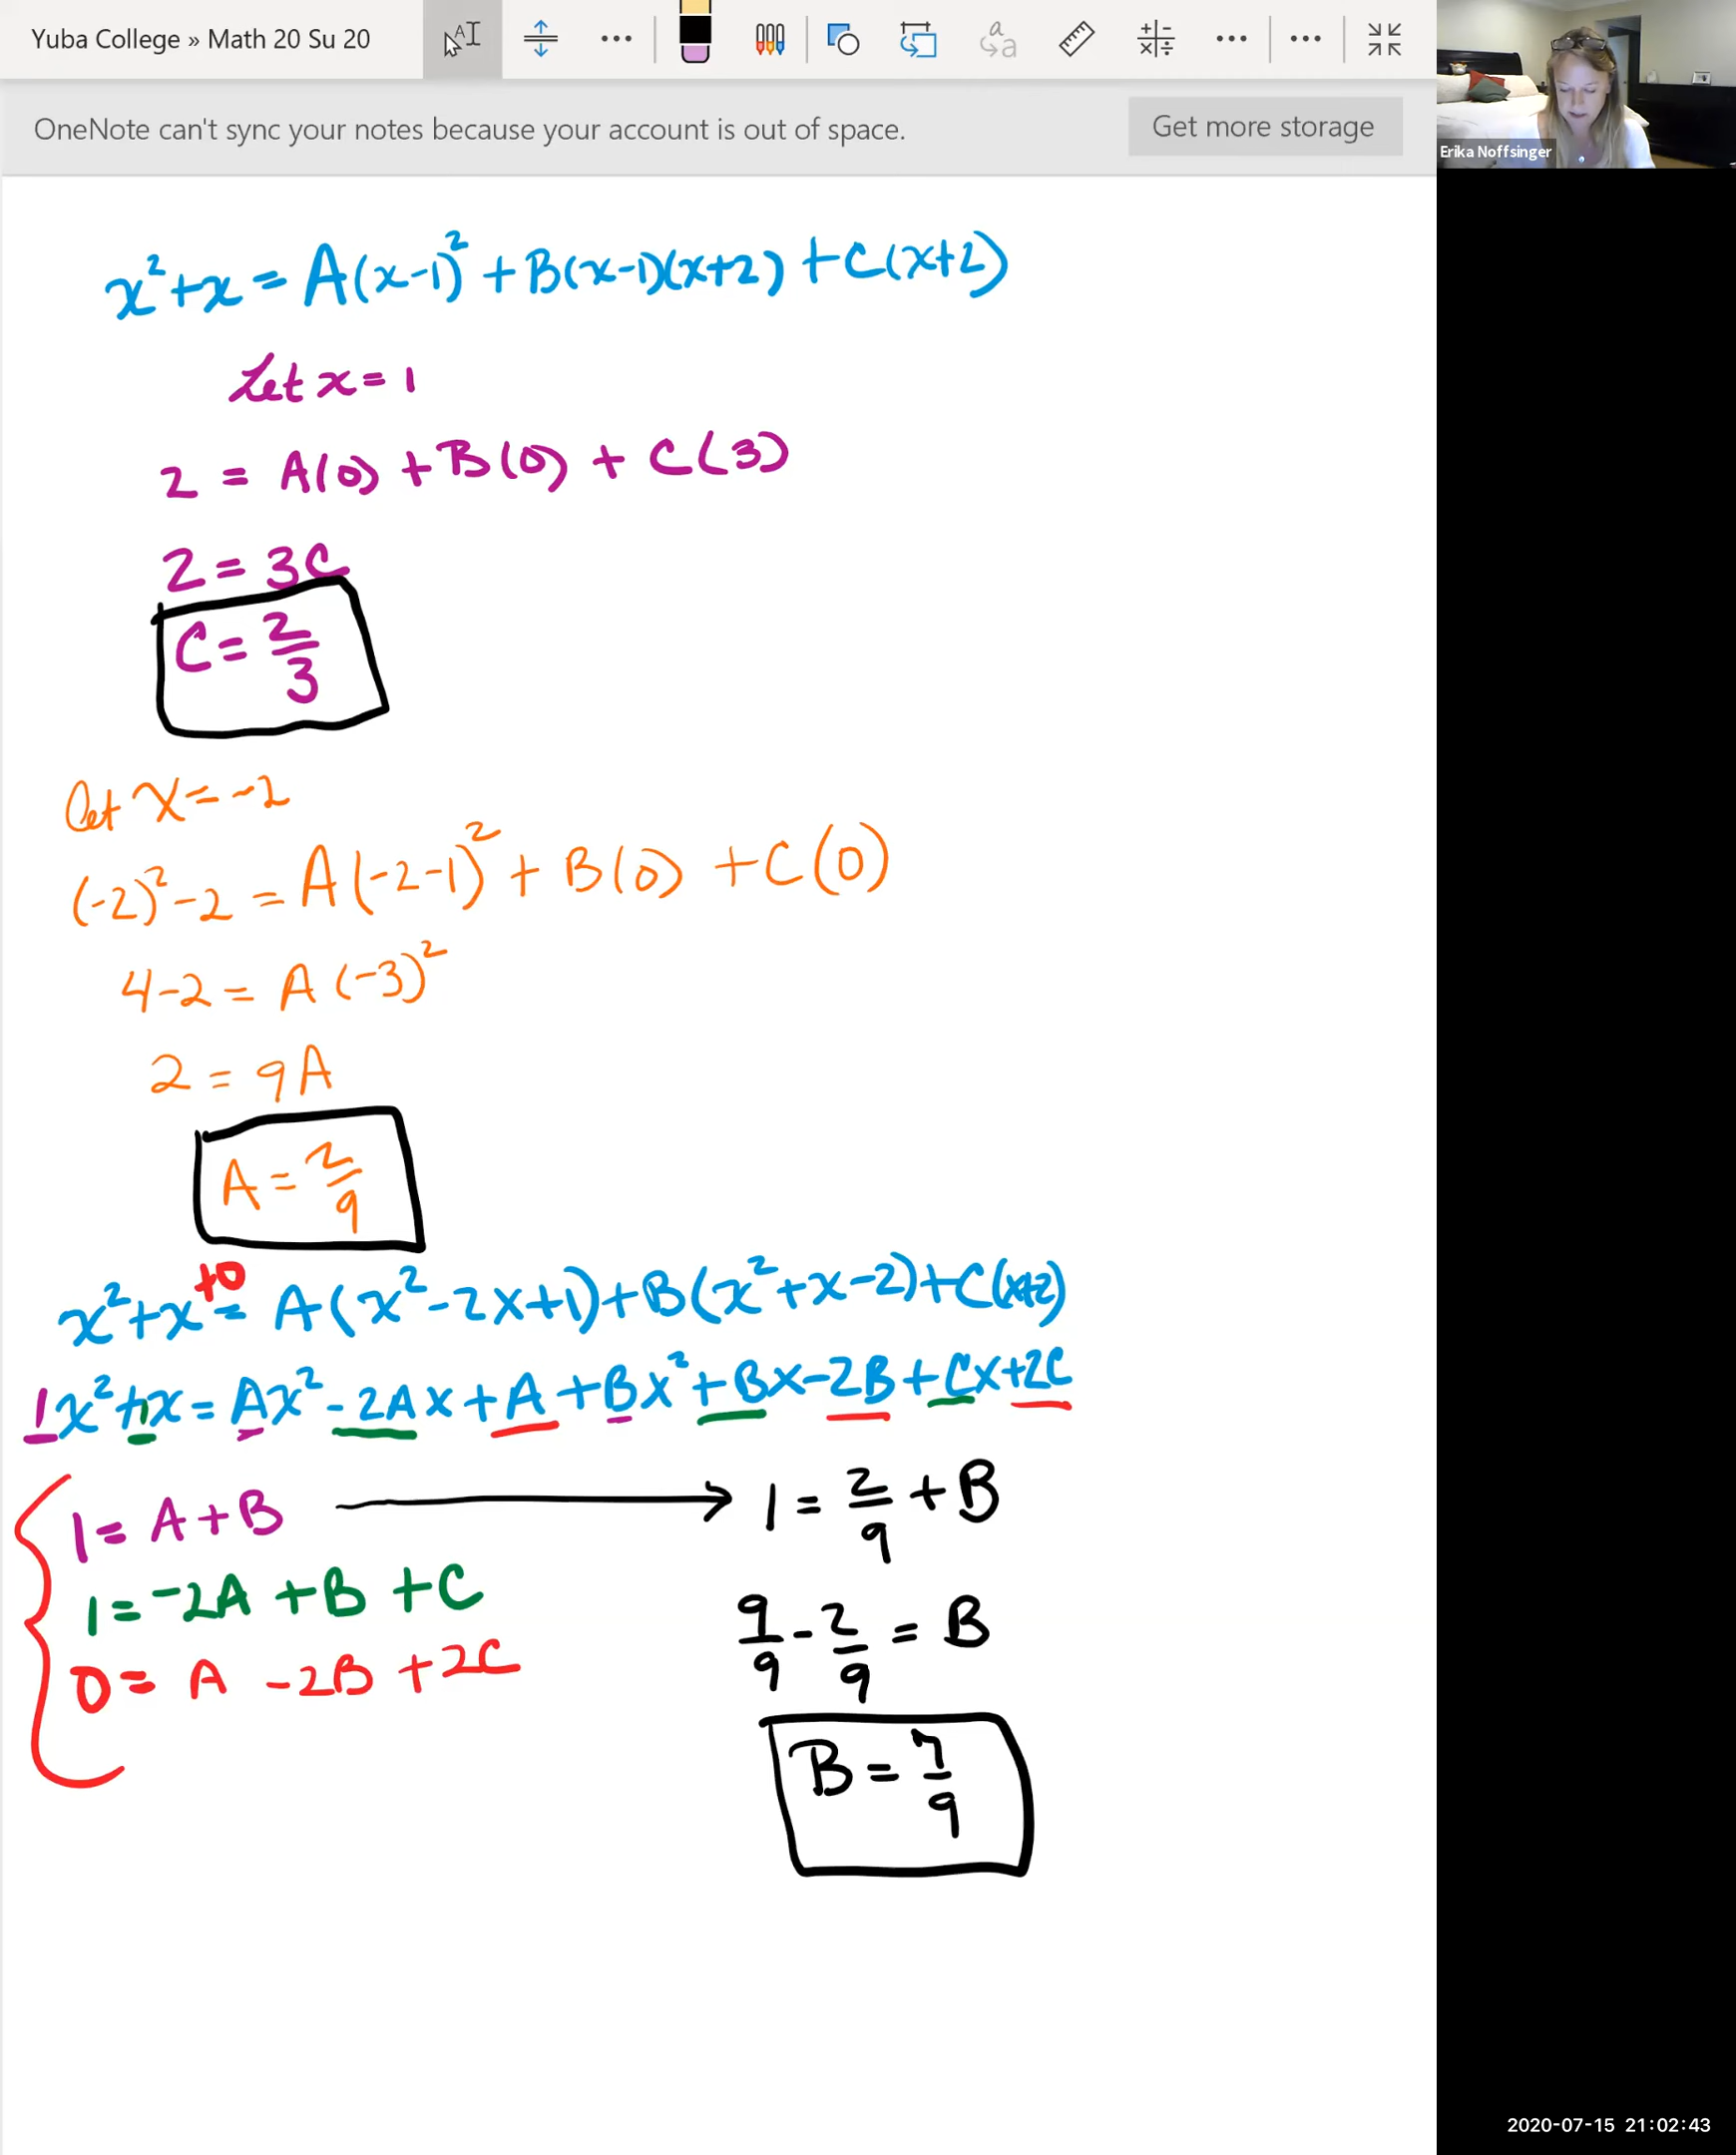 Yuba College » Math 20 Su 20
OneNote can't sync your notes because your account is out of space.
Get more storage
Erika Noffsinger
x²+x = A(x-1)² + B(x-1)(x+2) + C(x+2)
Let x = 1
2 = A(0) + B(0) + C(3)
2 = 3C
C = 2/3
Let x = -2
(-2)² - 2 = A(-2-1)² + B(0) + C(0)
4-2 = A(-3)²
2 = 9A
A = 2/9
x²+x+0 = A(x²-2x+1)+B(x²+x-2)+C(x+2)
1x²+1x = Ax²-2Ax+A+Bx²+Bx-2B+Cx+2C
1 = A+B → 1 = 2/9 + B
1 = -2A + B + C
9/9 - 2/9 = B
0 = A - 2B + 2C
B = 7/9
2020-07-15 21:02:43